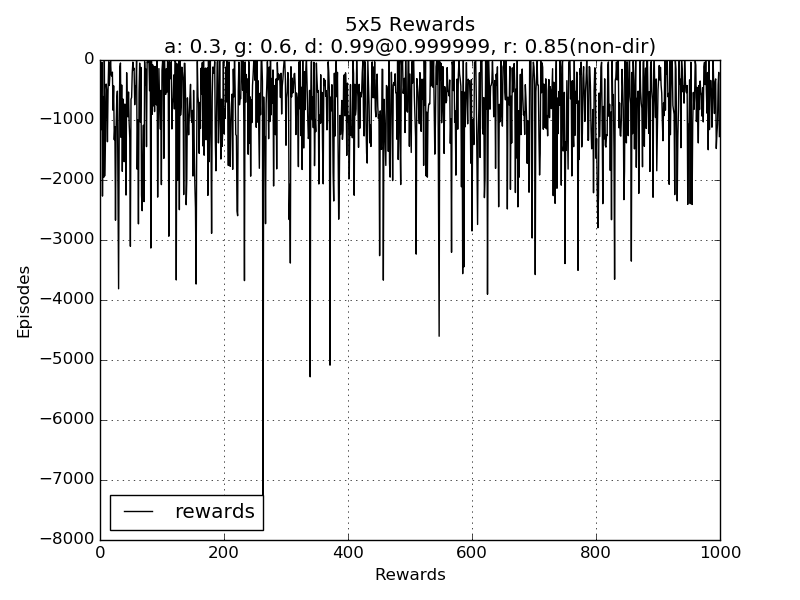 5x5 Rewards
a: 0.3, g: 0.6, d: 0.99@0.999999, r: 0.85(non-dir)
0
−1000
−2000
−3000
−4000
−5000
−6000
−7000
−8000
Episodes
rewards
0 200 400 600 800 1000
Rewards